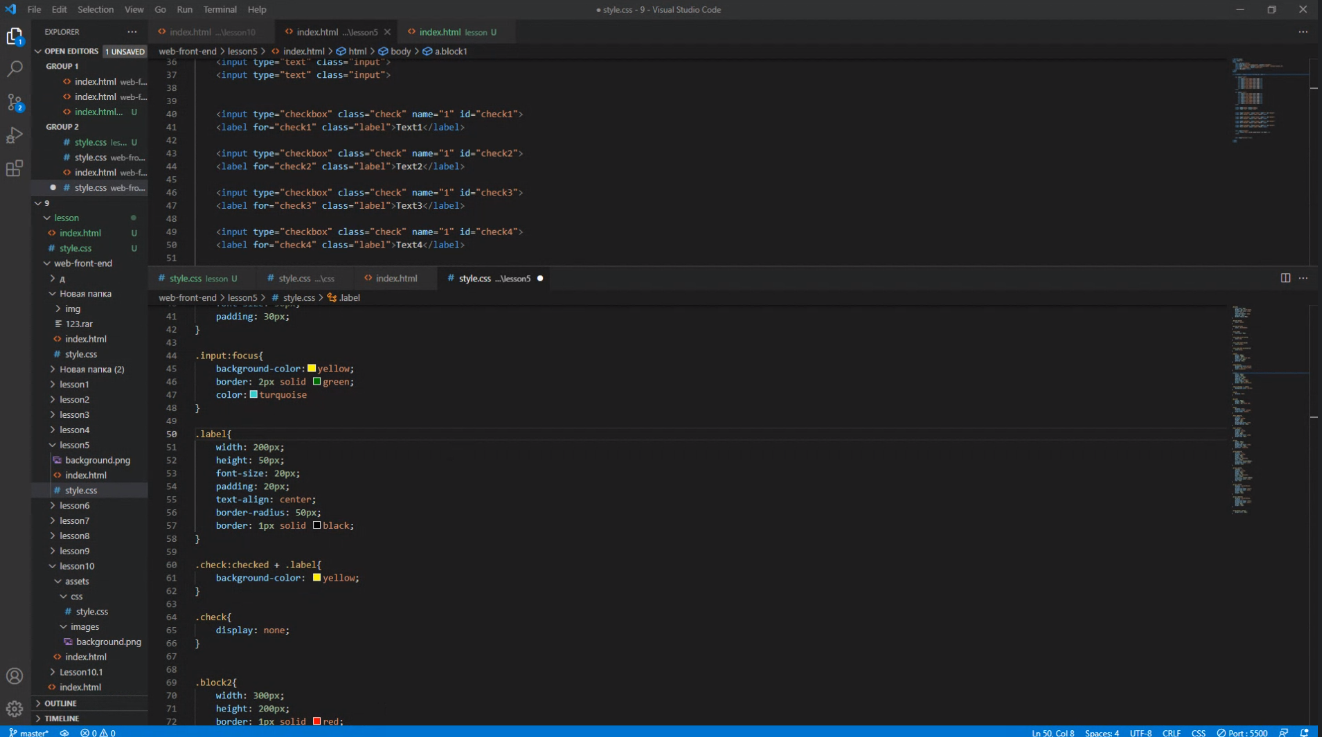 File Edit Selection View Go Run Terminal Help
● style.css - 9 - Visual Studio Code
EXPLORER ···
index.html ...\lesson10
index.html ...\lesson5 ×
index.html lesson U
web-front-end > lesson5 > index.html > html > body > a.block1
OPEN EDITORS 1 UNSAVED
GROUP 1
index.html web-f...
index.html web-f...
index.html... U
GROUP 2
style.css les... U
style.css web-fro...
index.html web-f...
● style.css web-fro...
9
lesson
index.html U
style.css U
web-front-end
д
Новая папка
img
123.rar
index.html
style.css
Новая папка (2)
lesson1
lesson2
lesson3
lesson4
lesson5
background.png
index.html
style.css
lesson6
lesson7
lesson8
lesson9
lesson10
assets
css
style.css
images
background.png
index.html
Lesson10.1
index.html
OUTLINE
TIMELINE
36 <input type="text" class="input">
37 <input type="text" class="input">
38
39
40 <input type="checkbox" class="check" name="1" id="check1">
41 <label for="check1" class="label">Text1</label>
42
43 <input type="checkbox" class="check" name="1" id="check2">
44 <label for="check2" class="label">Text2</label>
45
46 <input type="checkbox" class="check" name="1" id="check3">
47 <label for="check3" class="label">Text3</label>
48
49 <input type="checkbox" class="check" name="1" id="check4">
50 <label for="check4" class="label">Text4</label>
51
style.css lesson U
style.css ...\css
index.html
style.css ...\lesson5 ●
web-front-end > lesson5 > style.css > .label
41 padding: 30px;
42 }
43
44 .input:focus{
45 background-color: yellow;
46 border: 2px solid green;
47 color: turquoise
48 }
49
50 .label{
51 width: 200px;
52 height: 50px;
53 font-size: 20px;
54 padding: 20px;
55 text-align: center;
56 border-radius: 50px;
57 border: 1px solid black;
58 }
59
60 .check:checked + .label{
61 background-color: yellow;
62 }
63
64 .check{
65 display: none;
66 }
67
68
69 .block2{
70 width: 300px;
71 height: 200px;
72 border: 1px solid red;
1
2
master* 0 0
Ln 50, Col 8 Spaces: 4 UTF-8 CRLF CSS Port : 5500